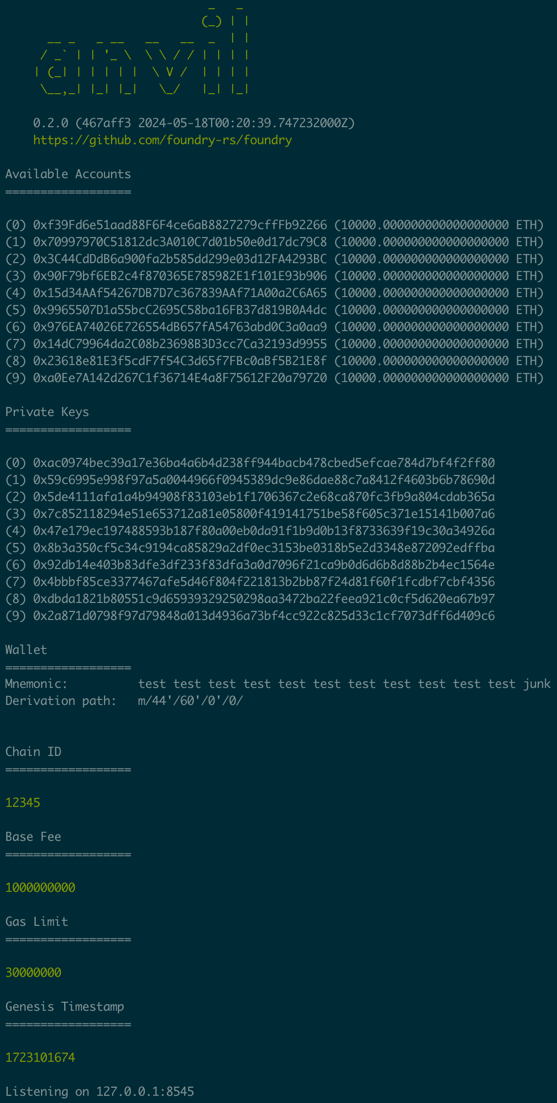 anvil
0.2.0 (467aff3 2024-05-18T00:20:39.747232000Z)
https://github.com/foundry-rs/foundry
Available Accounts
==================
(0) 0xf39Fd6e51aad88F6F4ce6aB8827279cffFb92266 (10000.000000000000000000 ETH)
(1) 0x70997970C51812dc3A010C7d01b50e0d17dc79C8 (10000.000000000000000000 ETH)
(2) 0x3C44CdDdB6a900fa2b585dd299e03d12FA4293BC (10000.000000000000000000 ETH)
(3) 0x90F79bf6EB2c4f870365E785982E1f101E93b906 (10000.000000000000000000 ETH)
(4) 0x15d34AAf54267DB7D7c367839AAf71A00a2C6A65 (10000.000000000000000000 ETH)
(5) 0x9965507D1a55bcC2695C58ba16FB37d819B0A4dc (10000.000000000000000000 ETH)
(6) 0x976EA74026E726554dB657fA54763abd0C3a0aa9 (10000.000000000000000000 ETH)
(7) 0x14dC79964da2C08b23698B3D3cc7Ca32193d9955 (10000.000000000000000000 ETH)
(8) 0x23618e81E3f5cdF7f54C3d65f7FBc0aBf5B21E8f (10000.000000000000000000 ETH)
(9) 0xa0Ee7A142d267C1f36714E4a8F75612F20a79720 (10000.000000000000000000 ETH)
Private Keys
==================
(0) 0xac0974bec39a17e36ba4a6b4d238ff944bacb478cbed5efcae784d7bf4f2ff80
(1) 0x59c6995e998f97a5a0044966f0945389dc9e86dae88c7a8412f4603b6b78690d
(2) 0x5de4111afa1a4b94908f83103eb1f1706367c2e68ca870fc3fb9a804cdab365a
(3) 0x7c852118294e51e653712a81e05800f419141751be58f605c371e15141b007a6
(4) 0x47e179ec197488593b187f80a00eb0da91f1b9d0b13f8733639f19c30a34926a
(5) 0x8b3a350cf5c34c9194ca85829a2df0ec3153be0318b5e2d3348e872092edffba
(6) 0x92db14e403b83dfe3df233f83dfa3a0d7096f21ca9b0d6d6b8d88b2b4ec1564e
(7) 0x4bbbf85ce3377467afe5d46f804f221813b2bb87f24d81f60f1fcdbf7cbf4356
(8) 0xdbda1821b80551c9d65939329250298aa3472ba22feea921c0cf5d620ea67b97
(9) 0x2a871d0798f97d79848a013d4936a73bf4cc922c825d33c1cf7073dff6d409c6
Wallet
==================
Mnemonic: test test test test test test test test test test test junk
Derivation path: m/44'/60'/0'/0/
Chain ID
==================
12345
Base Fee
==================
1000000000
Gas Limit
==================
30000000
Genesis Timestamp
==================
1723101674
Listening on 127.0.0.1:8545